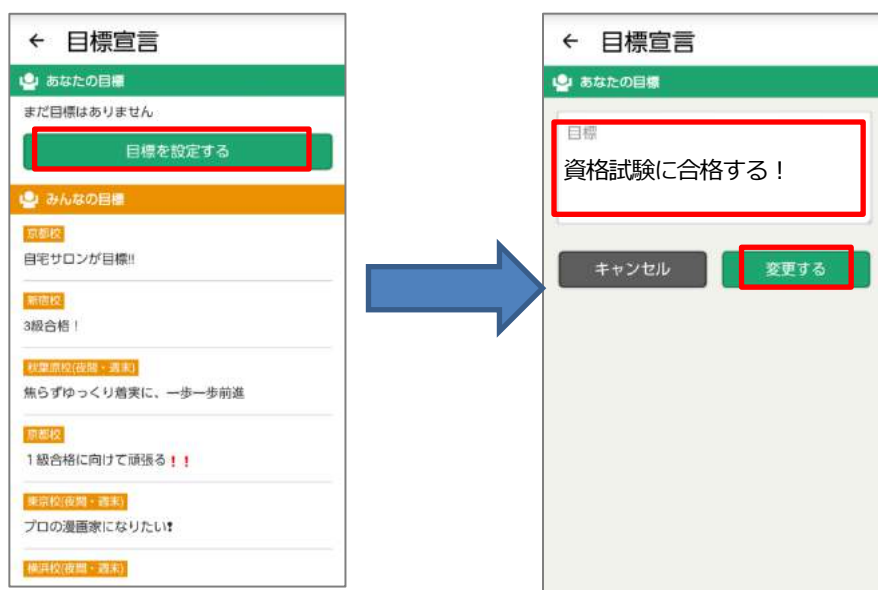 ← 目標宣言
あなたの目標
まだ目標はありません
目標を設定する
みんなの目標
京都校
自宅サロンが目標!!
新宿校
3級合格！
秋葉原校(夜間・週末)
焦らずゆっくり着実に、一歩一歩前進
京都校
１級合格に向けて頑張る❗❗
東京校(夜間・週末)
プロの漫画家になりたい❢
横浜校(夜間・週末)
← 目標宣言
あなたの目標
目標
資格試験に合格する！
キャンセル
変更する